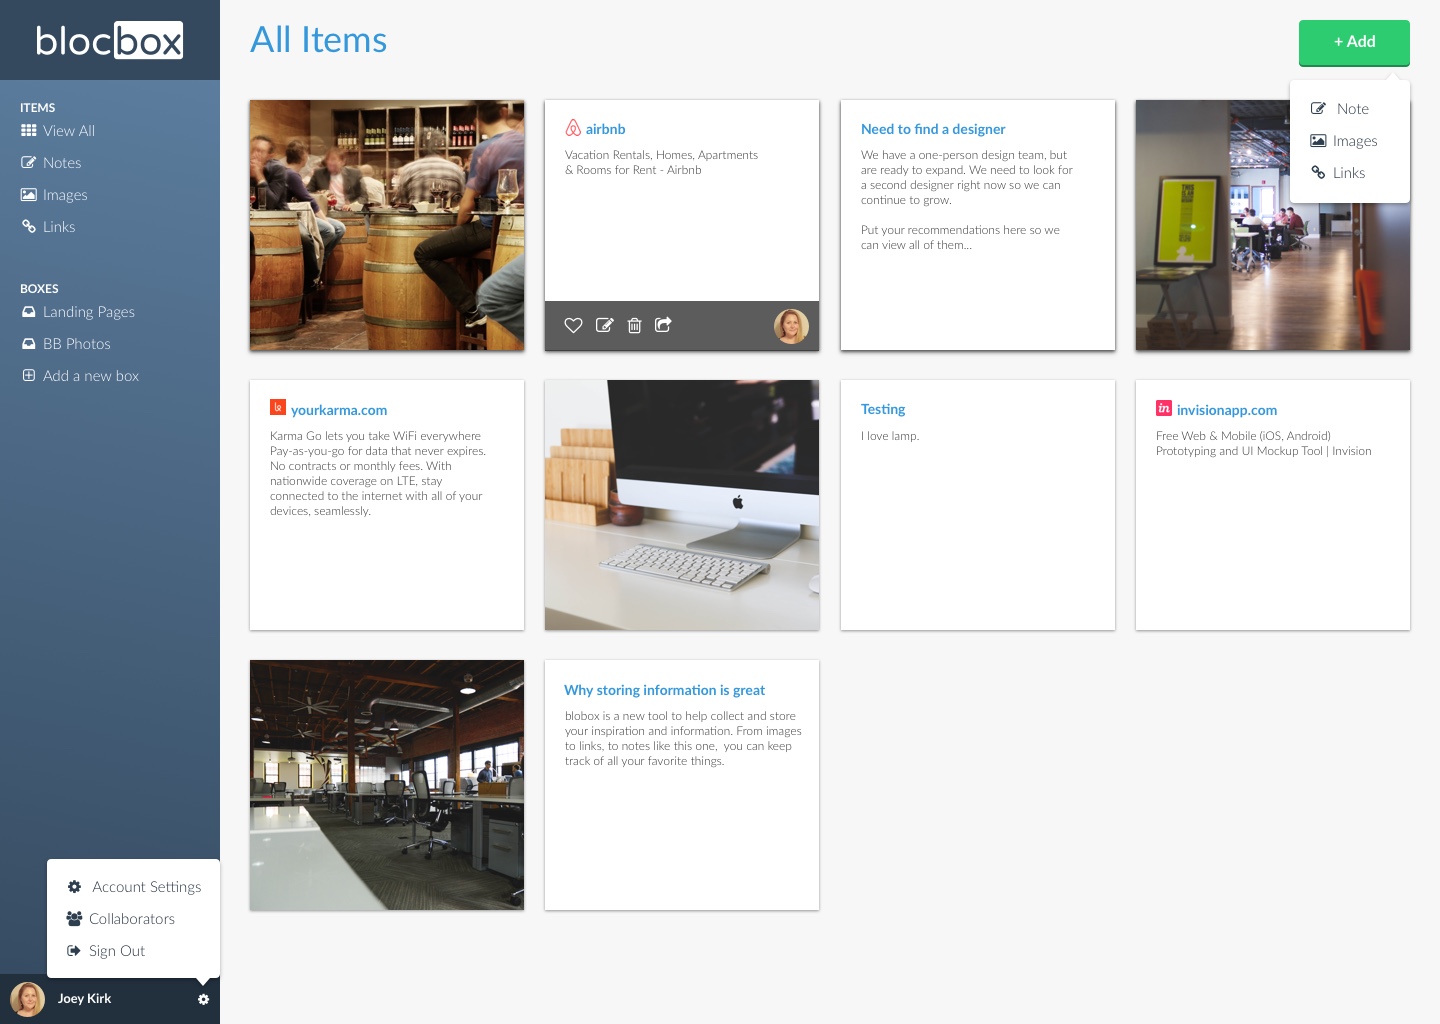 blocbox
ITEMS
View All
Notes
Images
Links
BOXES
Landing Pages
BB Photos
Add a new box
Account Settings
Collaborators
Sign Out
Joey Kirk
All Items
+ Add
Note
Images
Links
airbnb
Vacation Rentals, Homes, Apartments
& Rooms for Rent - Airbnb
Need to find a designer
We have a one-person design team, but
are ready to expand. We need to look for
a second designer right now so we can
continue to grow.
Put your recommendations here so we
can view all of them...
yourkarma.com
Karma Go lets you take WiFi everywhere
Pay-as-you-go for data that never expires.
No contracts or monthly fees. With
nationwide coverage on LTE, stay
connected to the internet with all of your
devices, seamlessly.
Testing
I love lamp.
in invisionapp.com
Free Web & Mobile (iOS, Android)
Prototyping and UI Mockup Tool | Invision
Why storing information is great
blobox is a new tool to help collect and store
your inspiration and information. From images
to links, to notes like this one, you can keep
track of all your favorite things.